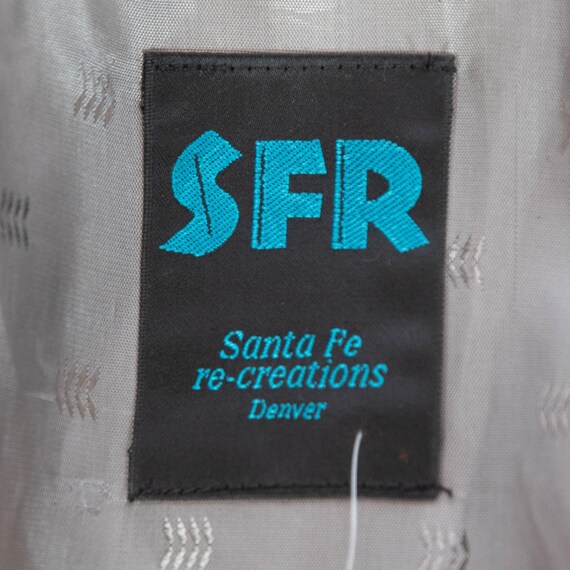 SFR
Santa Fe
re-creations
Denver